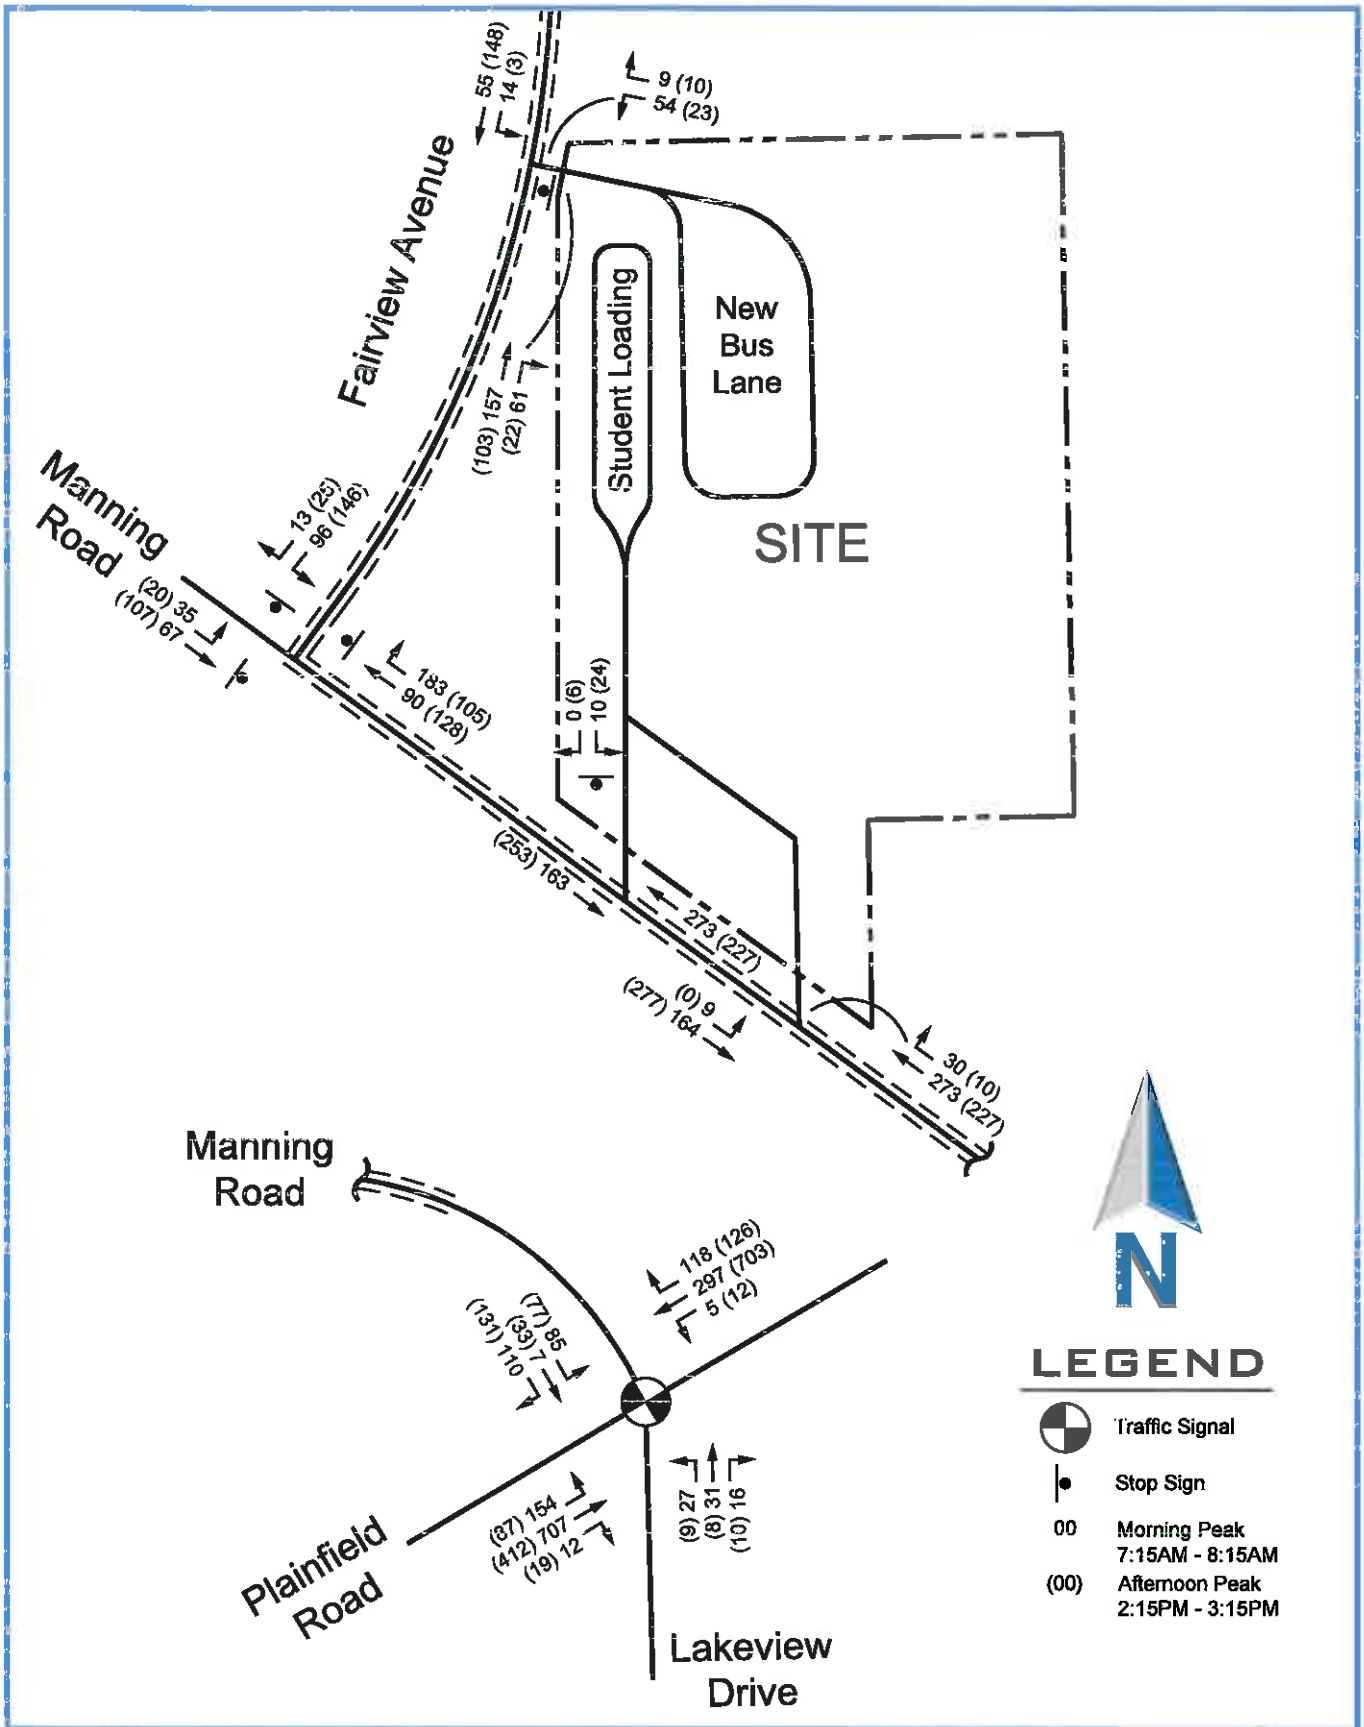 55 (148)
14 (3)
9 (10)
54 (23)
Fairview Avenue
(103) 157
(22) 61
Student Loading
New
Bus
Lane
SITE
Manning
Road
13 (25)
96 (146)
(20) 35
(107) 67
183 (105)
90 (128)
0 (6)
10 (24)
(253) 163
273 (227)
(0) 9
(277) 164
30 (10)
273 (227)
Manning
Road
118 (126)
297 (703)
5 (12)
(77) 85
(33) 7
(131) 110
(87) 154
(412) 707
(19) 12
(9) 27
(8) 31
(10) 16
Plainfield
Road
Lakeview
Drive
N
LEGEND
Traffic Signal
Stop Sign
00 Morning Peak
7:15AM - 8:15AM
(00) Afternoon Peak
2:15PM - 3:15PM